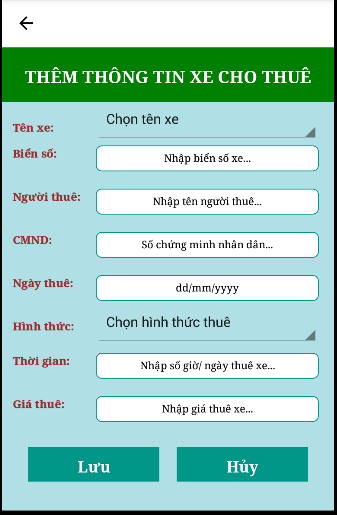 THÊM THÔNG TIN XE CHO THUÊ
Tên xe: Chọn tên xe
Biển số: Nhập biển số xe...
Người thuê: Nhập tên người thuê...
CMND: Số chứng minh nhân dân...
Ngày thuê: dd/mm/yyyy
Hình thức: Chọn hình thức thuê
Thời gian: Nhập số giờ/ ngày thuê xe...
Giá thuê: Nhập giá thuê xe...
Lưu Hủy